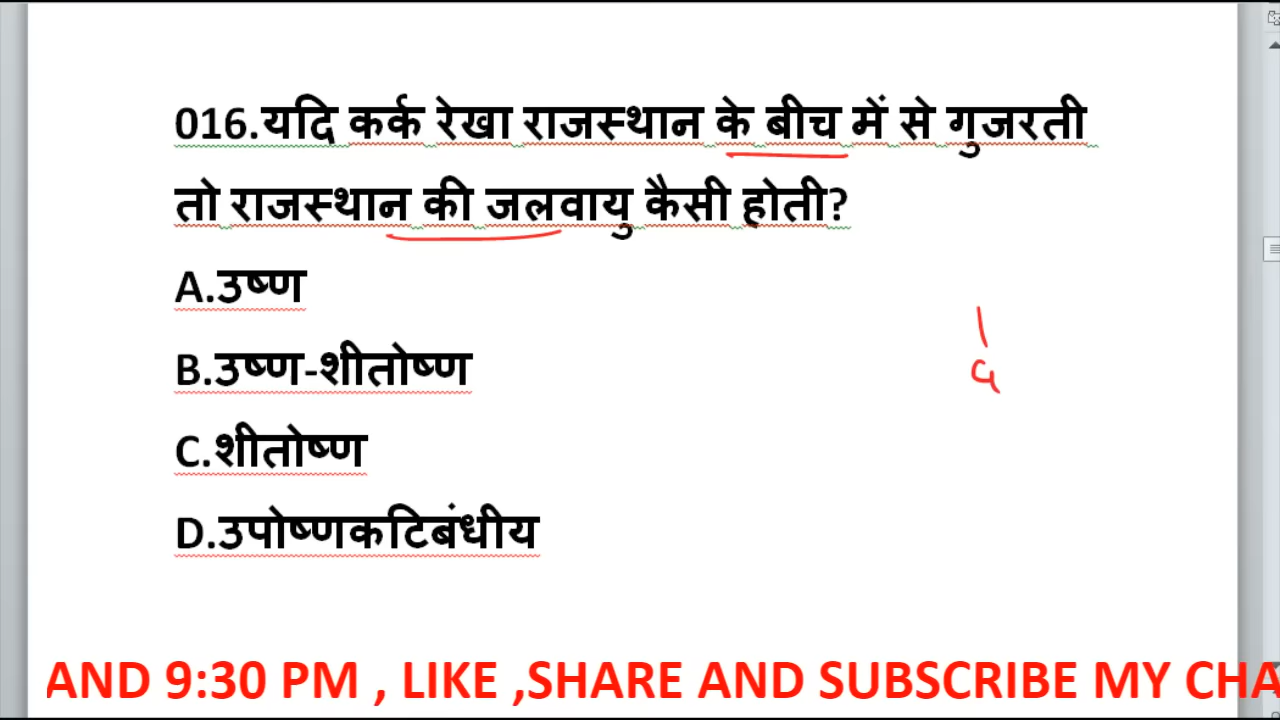 016.यदि कर्क रेखा राजस्थान के बीच में से गुजरती
तो राजस्थान की जलवायु कैसी होती?
A.उष्ण
B.उष्ण-शीतोष्ण
C.शीतोष्ण
D.उपोष्णकटिबंधीय
AND 9:30 PM , LIKE ,SHARE AND SUBSCRIBE MY CHA